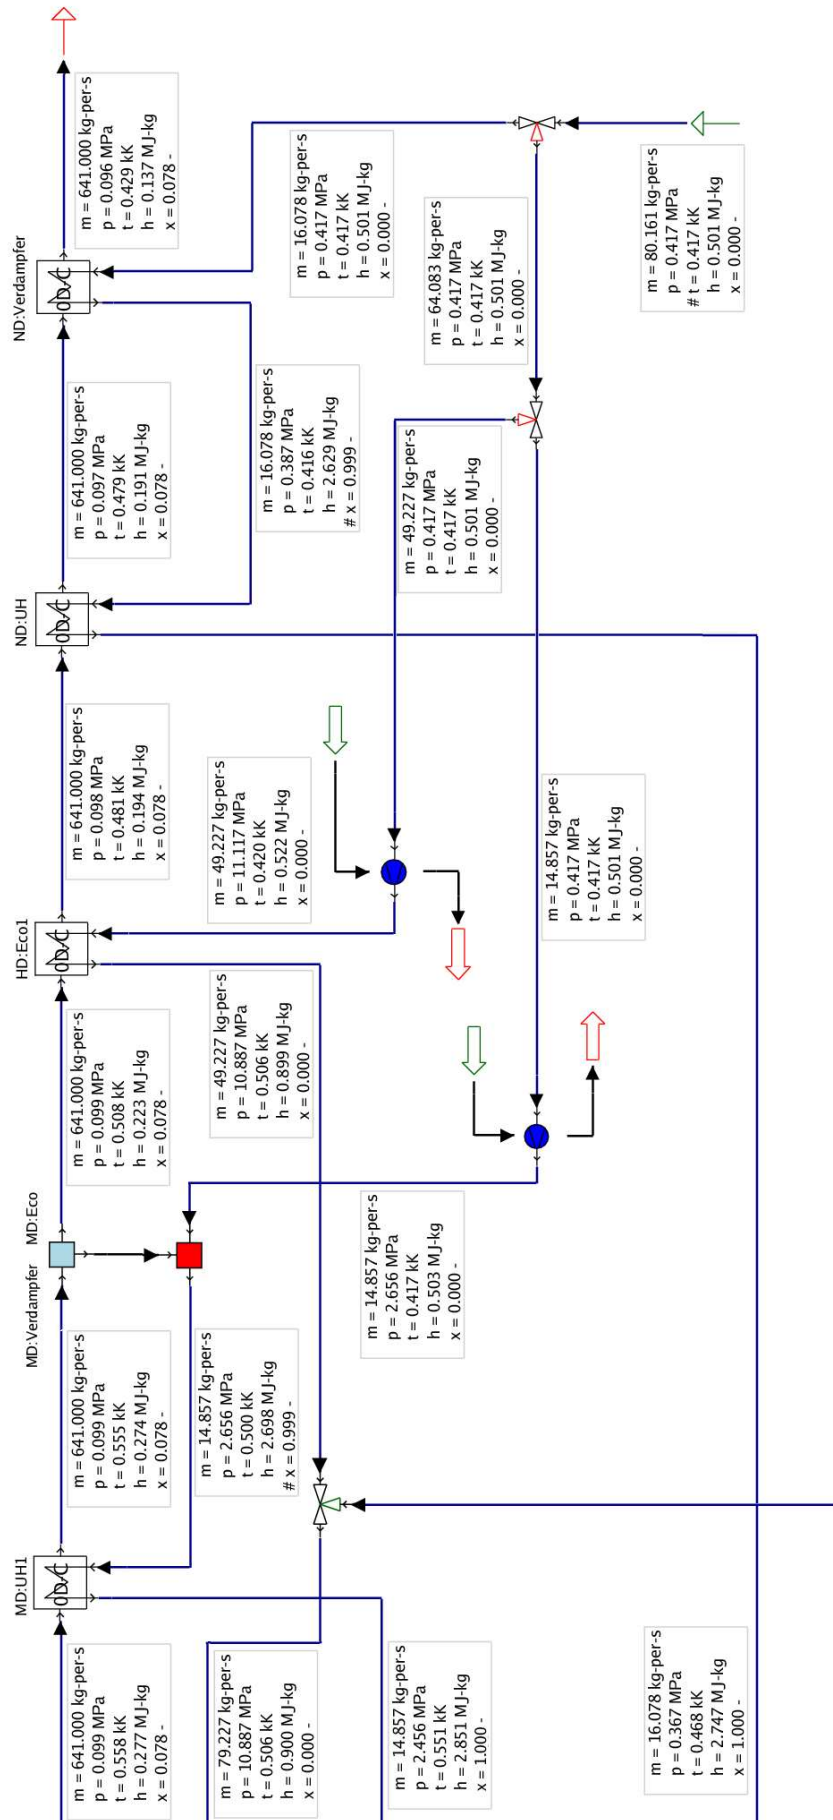 MD:UH1
MD:Verdampfer
MD:Eco
HD:Eco1
ND:UH
ND:Verdampfer
0D-C
0D-C
0D-C
0D-C
m = 641.000 kg-per-s
p = 0.099 MPa
t = 0.558 kK
h = 0.277 MJ-kg
x = 0.078 -
m = 641.000 kg-per-s
p = 0.099 MPa
t = 0.555 kK
h = 0.274 MJ-kg
x = 0.078 -
m = 641.000 kg-per-s
p = 0.099 MPa
t = 0.508 kK
h = 0.223 MJ-kg
x = 0.078 -
m = 641.000 kg-per-s
p = 0.098 MPa
t = 0.481 kK
h = 0.194 MJ-kg
x = 0.078 -
m = 641.000 kg-per-s
p = 0.097 MPa
t = 0.479 kK
h = 0.191 MJ-kg
x = 0.078 -
m = 641.000 kg-per-s
p = 0.096 MPa
t = 0.429 kK
h = 0.137 MJ-kg
x = 0.078 -
m = 79.227 kg-per-s
p = 10.887 MPa
t = 0.506 kK
h = 0.900 MJ-kg
x = 0.000 -
m = 14.857 kg-per-s
p = 2.656 MPa
t = 0.500 kK
h = 2.698 MJ-kg
# x = 0.999 -
m = 49.227 kg-per-s
p = 10.887 MPa
t = 0.506 kK
h = 0.899 MJ-kg
x = 0.000 -
m = 49.227 kg-per-s
p = 11.117 MPa
t = 0.420 kK
h = 0.522 MJ-kg
x = 0.000 -
m = 16.078 kg-per-s
p = 0.387 MPa
t = 0.416 kK
h = 2.629 MJ-kg
# x = 0.999 -
m = 16.078 kg-per-s
p = 0.417 MPa
t = 0.417 kK
h = 0.501 MJ-kg
x = 0.000 -
m = 14.857 kg-per-s
p = 2.456 MPa
t = 0.551 kK
h = 2.851 MJ-kg
x = 1.000 -
m = 14.857 kg-per-s
p = 2.656 MPa
t = 0.417 kK
h = 0.503 MJ-kg
x = 0.000 -
m = 49.227 kg-per-s
p = 0.417 MPa
t = 0.417 kK
h = 0.501 MJ-kg
x = 0.000 -
m = 64.083 kg-per-s
p = 0.417 MPa
t = 0.417 kK
h = 0.501 MJ-kg
x = 0.000 -
m = 14.857 kg-per-s
p = 0.417 MPa
t = 0.417 kK
h = 0.501 MJ-kg
x = 0.000 -
m = 16.078 kg-per-s
p = 0.367 MPa
t = 0.468 kK
h = 2.747 MJ-kg
x = 1.000 -
m = 80.161 kg-per-s
p = 0.417 MPa
# t = 0.417 kK
h = 0.501 MJ-kg
x = 0.000 -